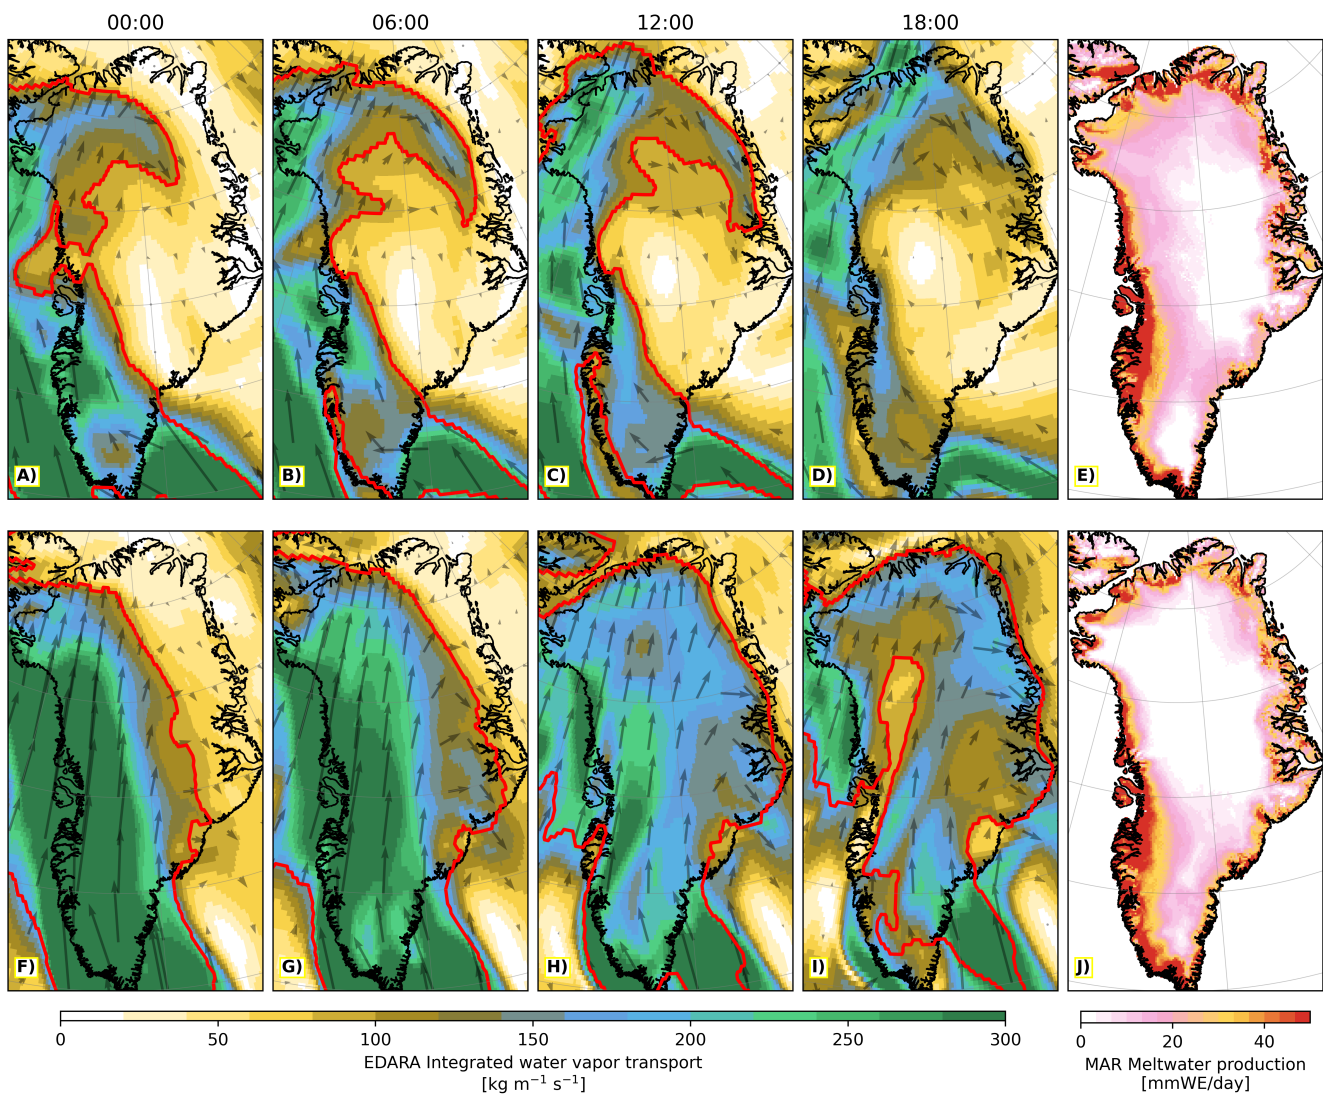 00:00 06:00 12:00 18:00
A) B) C) D) E)
F) G) H) I) J)
0 50 100 150 200 250 300 0 20 40
EDARA Integrated water vapor transport
[kg m⁻¹ s⁻¹]
MAR Meltwater production
[mmWE/day]